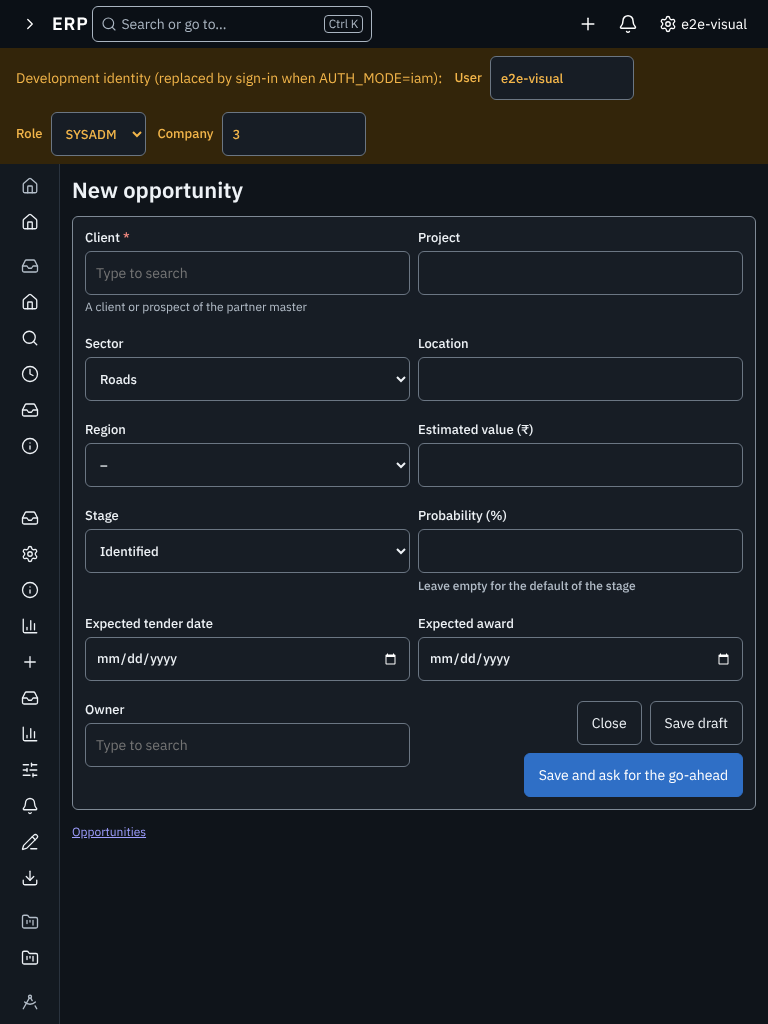 ERP
Search or go to...
Ctrl K
e2e-visual
Development identity (replaced by sign-in when AUTH_MODE=iam):
User
e2e-visual
Role
SYSADM
Company
3
New opportunity
Client *
Project
Type to search
A client or prospect of the partner master
Sector
Location
Roads
Region
Estimated value (₹)
–
Stage
Probability (%)
Identified
Leave empty for the default of the stage
Expected tender date
Expected award
mm/dd/yyyy
mm/dd/yyyy
Owner
Type to search
Close
Save draft
Save and ask for the go-ahead
Opportunities